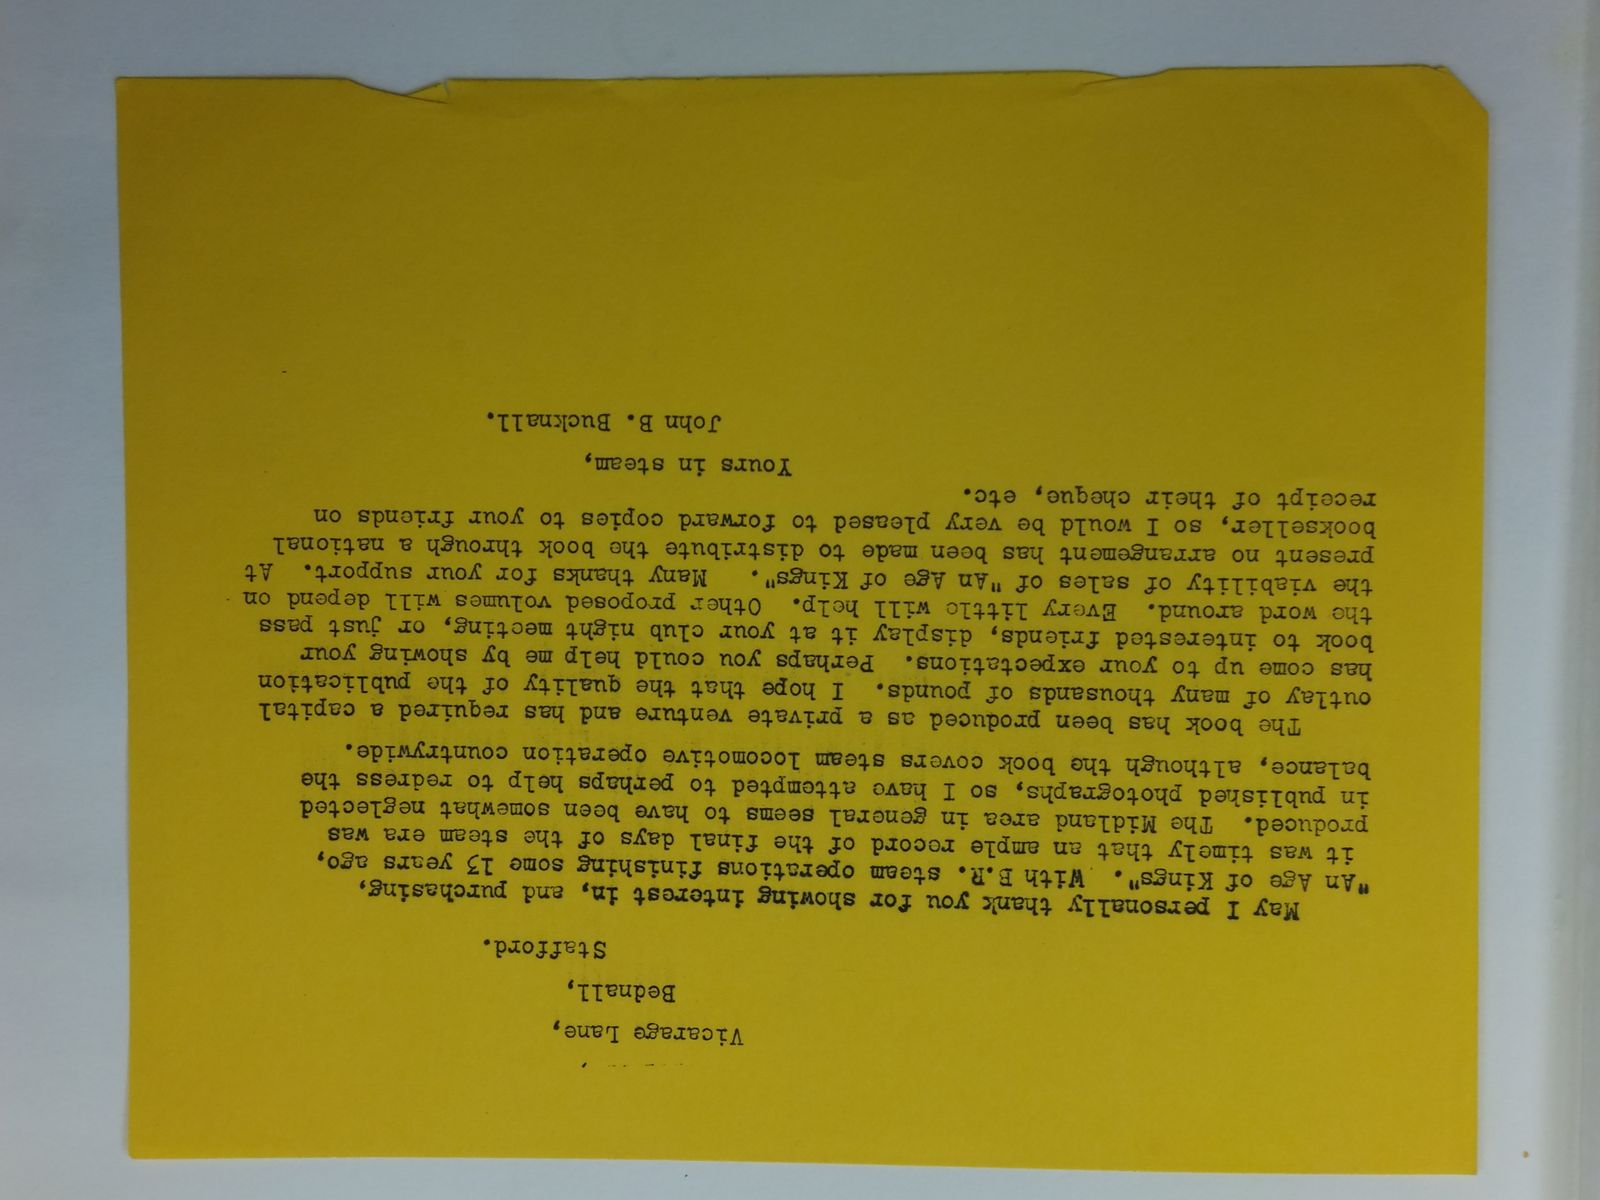 Vicarage Lane,
Bednall,
Stafford.
May I personally thank you for showing interest in, and purchasing,
"An Age of Kings". With B.R. steam operations finishing some 13 years ago,
it was timely that an ample record of the final days of the steam era was
produced. The Midland area in general seems to have been somewhat neglected
in published photographs, so I have attempted to perhaps help to redress the
balance, although the book covers steam locomotive operation countrywide.
The book has been produced as a private venture and has required a capital
outlay of many thousands of pounds. I hope that the quality of the publication
has come up to your expectations. Perhaps you could help me by showing your
book to interested friends, display it at your club night meeting, or just pass
the word around. Every little will help. Other proposed volumes will depend on
the viability of sales of "An Age of Kings". Many thanks for your support. At
present no arrangement has been made to distribute the book through a national
bookseller, so I would be very pleased to forward copies to your friends on
receipt of their cheque, etc.
Yours in steam,
John B. Bucknall.